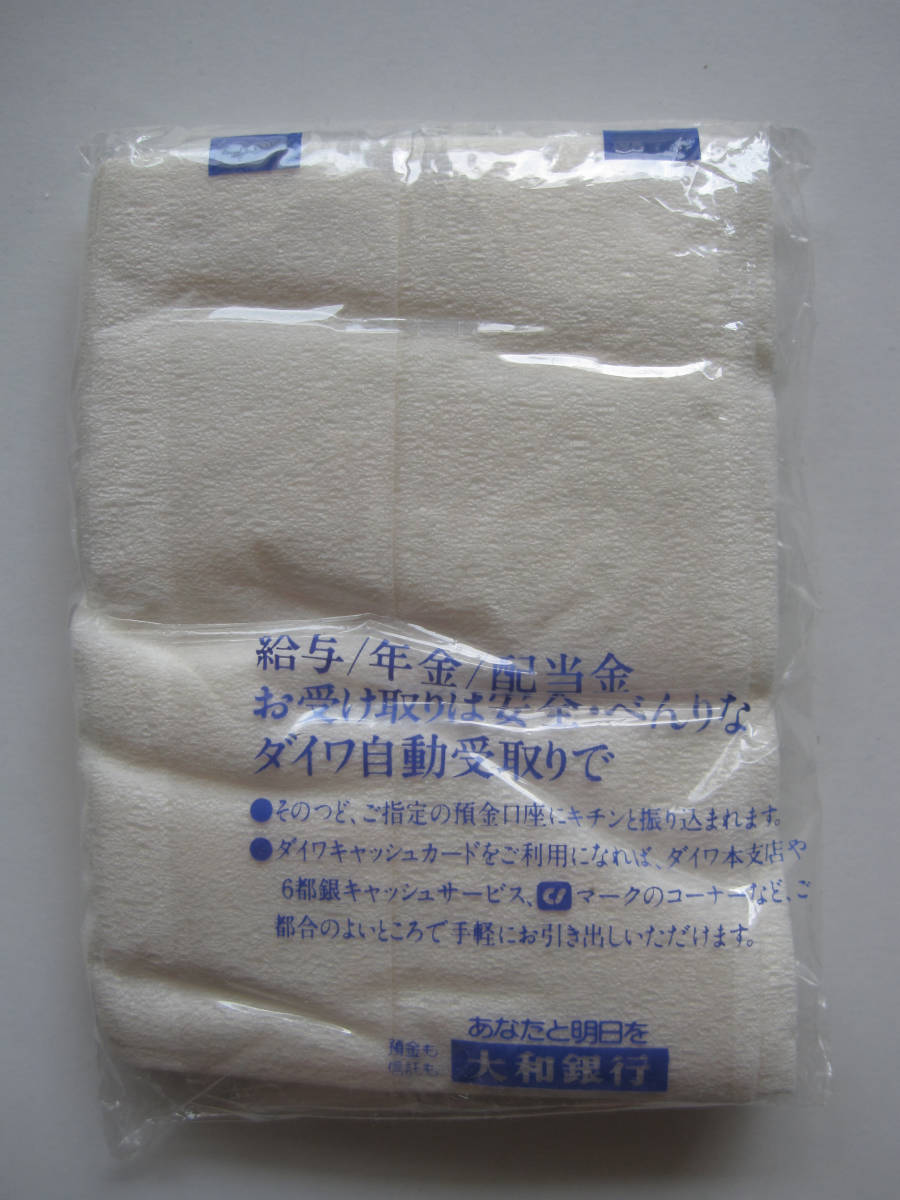 給与/年金/配当金
お受け取りは安全・べんりな
ダイワ自動受取りで
●そのつど、ご指定の預金口座にキチンと振り込まれます。
●ダイワキャッシュカードをご利用になれば、ダイワ本支店や
6都銀キャッシュサービス、マークのコーナーなど、ご
都合のよいところで手軽にお引き出しいただけます。
あなたと明日を
預金も
信託も
大和銀行